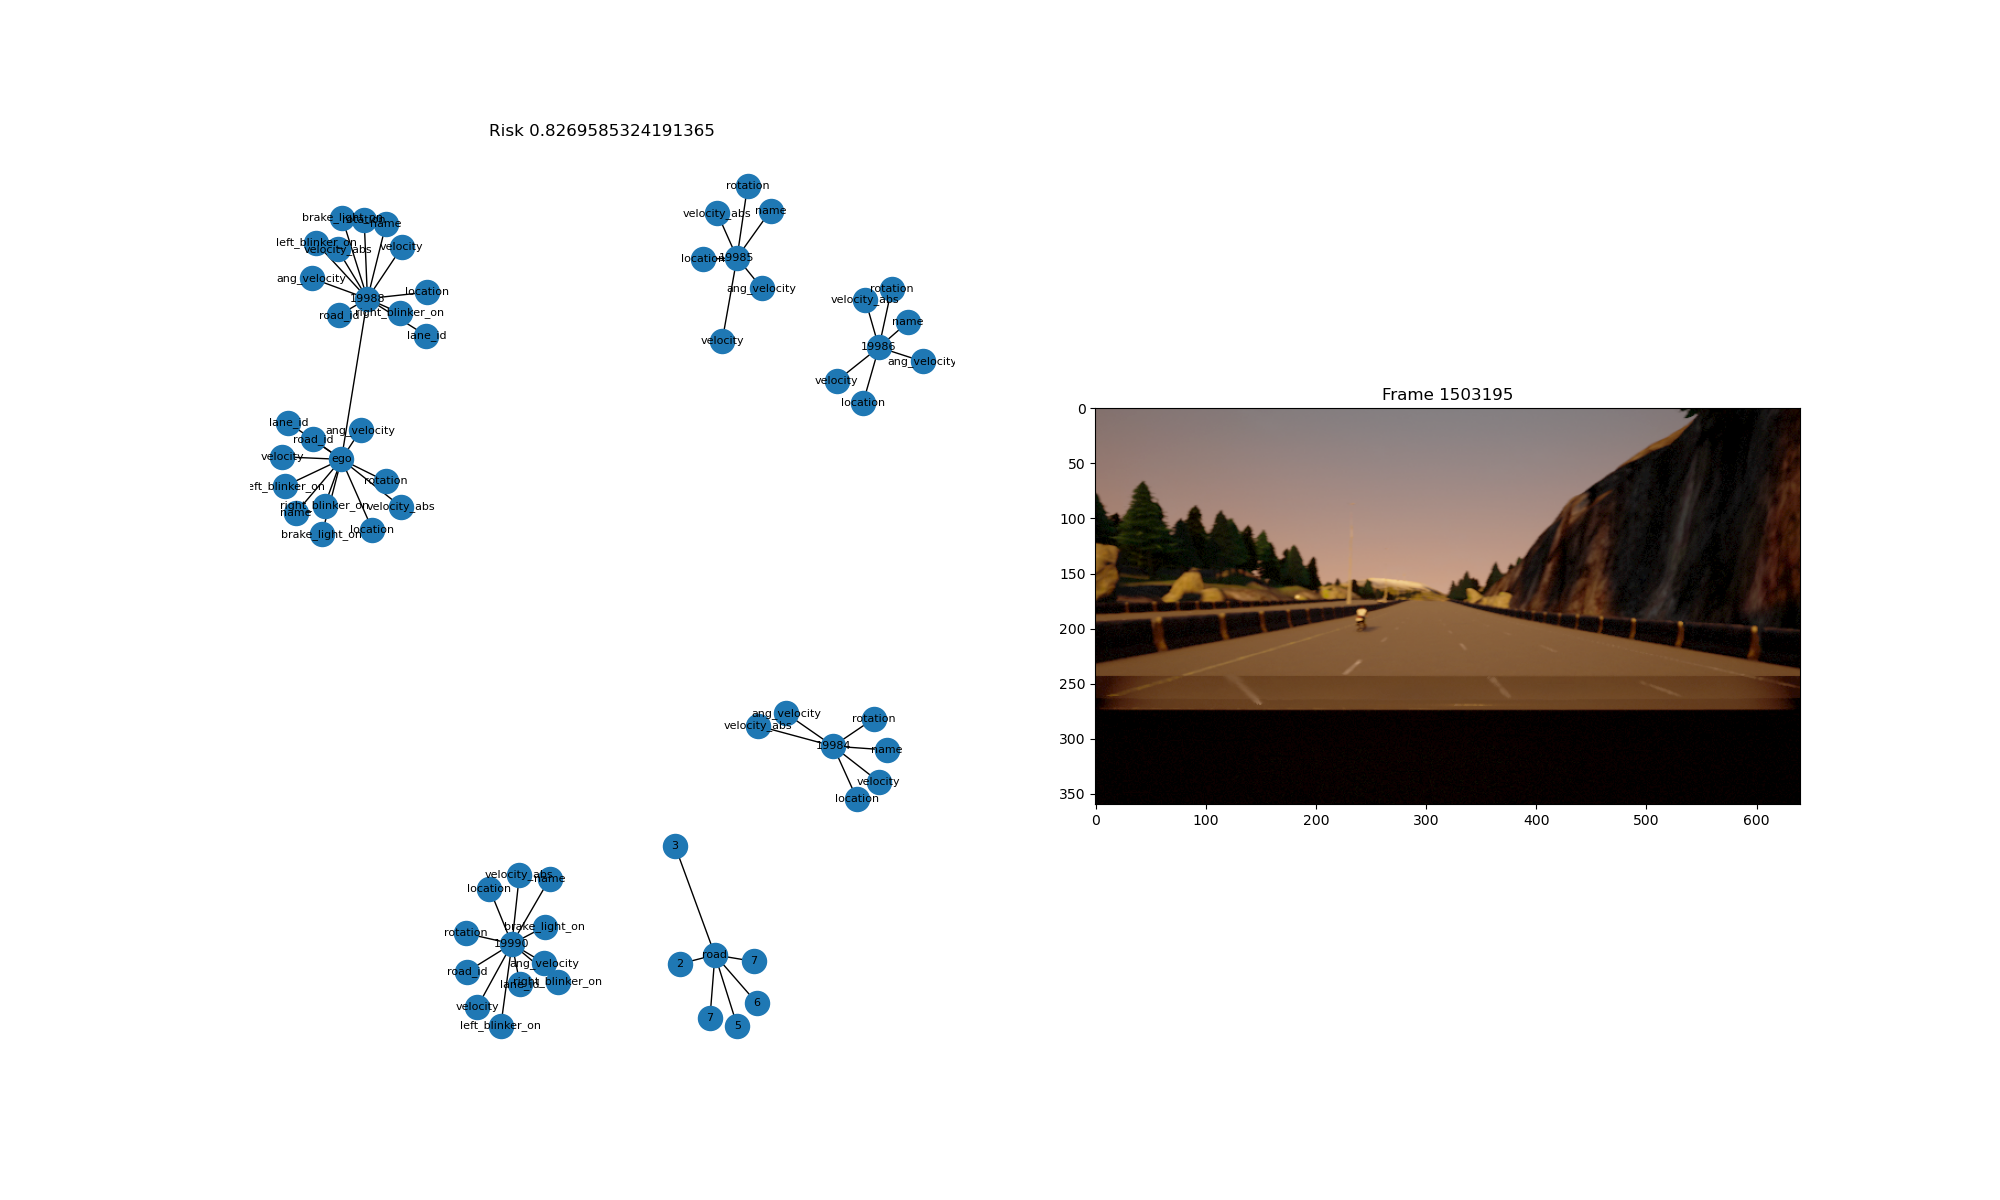 Risk 0.8269585324191365
rotation
velocity_abs
name
location
19985
ang_velocity
velocity
brake_light_on
rotation
name
left_blinker_on
velocity_abs
velocity
ang_velocity
19988
location
road_id
right_blinker_on
lane_id
rotation
velocity_abs
name
19986
ang_velocity
velocity
location
lane_id
ang_velocity
road_id
velocity
ego
rotation
eft_blinker_on
right_blinker_on
velocity_abs
name
location
brake_light_on
ang_velocity
velocity_abs
rotation
19984
name
velocity
location
3
road
2
7
6
7
5
velocity_abs
name
location
brake_light_on
rotation
19990
ang_velocity
road_id
lane_id
right_blinker_on
velocity
left_blinker_on
Frame 1503195
0
50
100
150
200
250
300
350
0
100
200
300
400
500
600